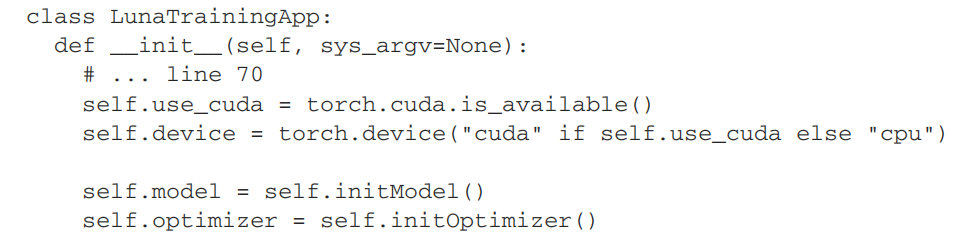 class LunaTrainingApp:
  def __init__(self, sys_argv=None):
    # ... line 70
    self.use_cuda = torch.cuda.is_available()
    self.device = torch.device("cuda" if self.use_cuda else "cpu")

    self.model = self.initModel()
    self.optimizer = self.initOptimizer()